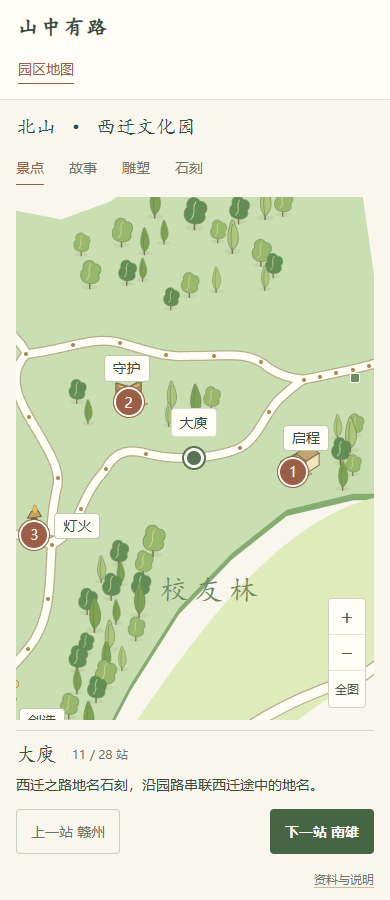 山中有路
园区地图
北山 • 西迁文化园
景点 故事 雕塑 石刻
守护
2
大庾
启程
1
3
灯火
校友林
+
−
全图
创造
大庾 11 / 28 站
西迁之路地名石刻，沿园路串联西迁途中的地名。
上一站 赣州 下一站 南雄
资料与说明